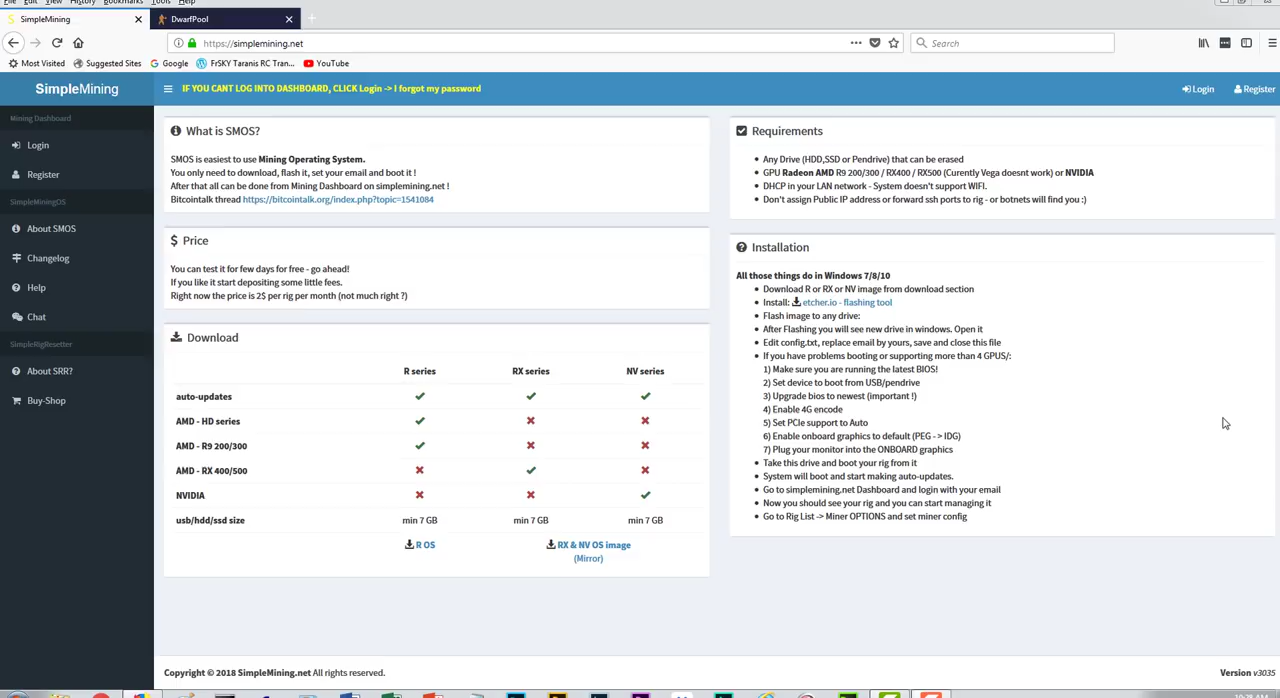 File Edit View History Bookmarks Tools Help
SimpleMining
DwarfPool
https://simplemining.net
Search
Most Visited Suggested Sites Google FrSKY Taranis RC Tran... YouTube
SimpleMining
IF YOU CANT LOG INTO DASHBOARD, CLICK Login -> I forgot my password
Login Register
Mining Dashboard
Login
Register
SimpleMiningOS
About SMOS
Changelog
Help
Chat
SimpleRigResetter
About SRR?
Buy-Shop
What is SMOS?
SMOS is easiest to use Mining Operating System.
You only need to download, flash it, set your email and boot it !
After that all can be done from Mining Dashboard on simplemining.net !
Bitcointalk thread https://bitcointalk.org/index.php?topic=1541084
Price
You can test it for few days for free - go ahead!
If you like it start depositing some little fees.
Right now the price is 2$ per rig per month (not much right ?)
Download
R series RX series NV series
auto-updates
AMD - HD series
AMD - R9 200/300
AMD - RX 400/500
NVIDIA
usb/hdd/ssd size min 7 GB min 7 GB min 7 GB
R OS RX & NV OS image
(Mirror)
Requirements
Any Drive (HDD,SSD or Pendrive) that can be erased
GPU Radeon AMD R9 200/300 / RX400 / RX500 (Curently Vega doesnt work) or NVIDIA
DHCP in your LAN network - System doesn't support WIFI.
Don't assign Public IP address or forward ssh ports to rig - or botnets will find you :)
Installation
All those things do in Windows 7/8/10
Download R or RX or NV image from download section
Install: etcher.io - flashing tool
Flash image to any drive:
After Flashing you will see new drive in windows. Open it
Edit config.txt, replace email by yours, save and close this file
If you have problems booting or supporting more than 4 GPUS/:
1) Make sure you are running the latest BIOS!
2) Set device to boot from USB/pendrive
3) Upgrade bios to newest (important !)
4) Enable 4G encode
5) Set PCIe support to Auto
6) Enable onboard graphics to default (PEG -> IDG)
7) Plug your monitor into the ONBOARD graphics
Take this drive and boot your rig from it
System will boot and start making auto-updates.
Go to simplemining.net Dashboard and login with your email
Now you should see your rig and you can start managing it
Go to Rig List -> Miner OPTIONS and set miner config
Copyright © 2018 SimpleMining.net All rights reserved.
Version v3035